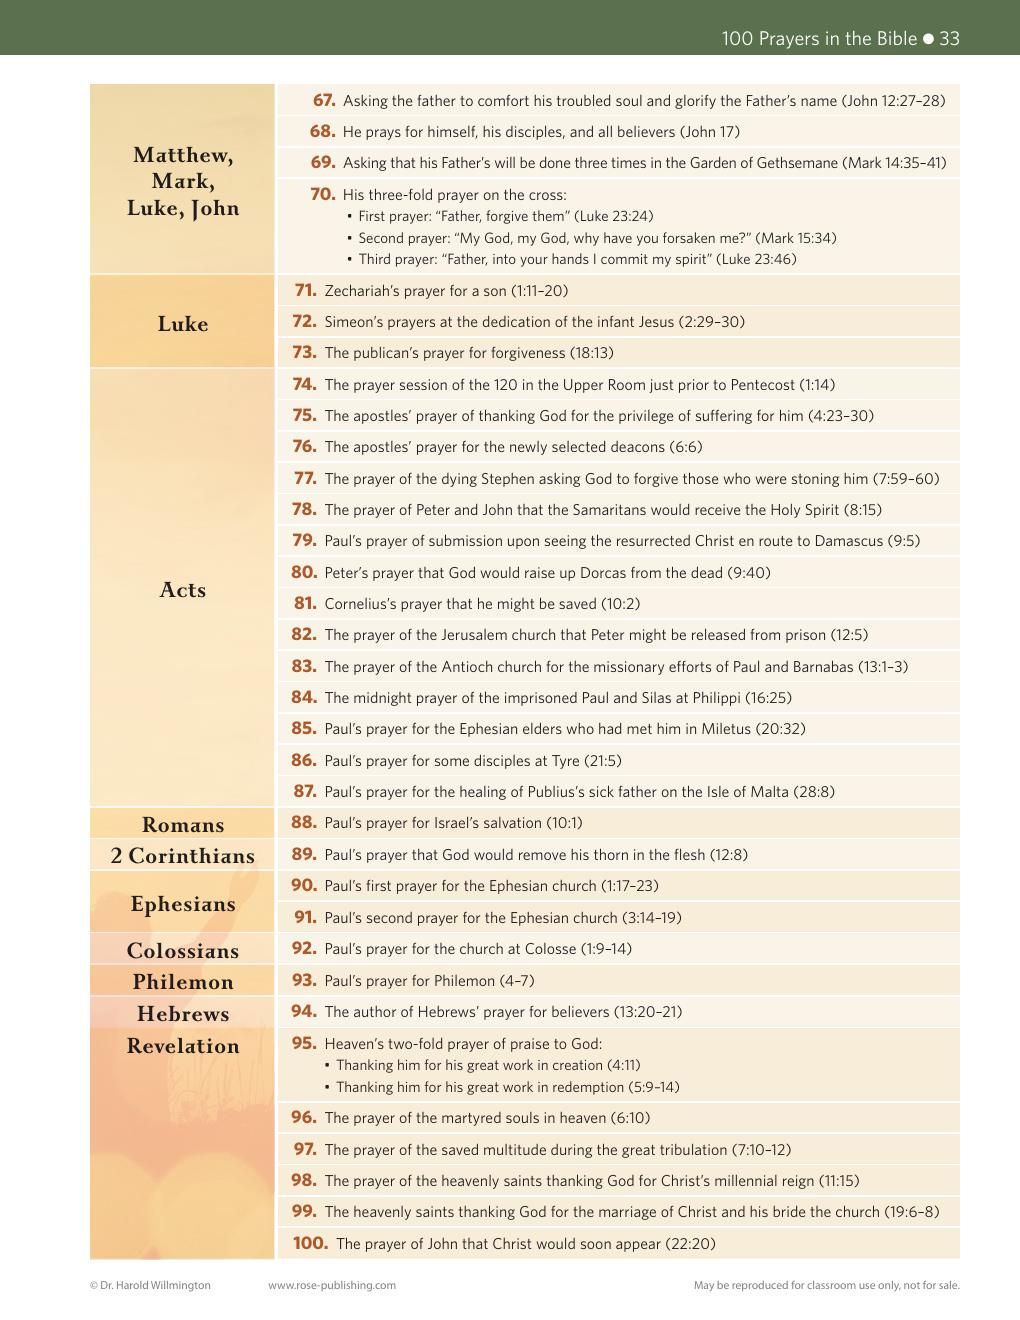 100 Prayers in the Bible ● 33
Matthew,
Mark,
Luke, John
67. Asking the father to comfort his troubled soul and glorify the Father’s name (John 12:27–28)
68. He prays for himself, his disciples, and all believers (John 17)
69. Asking that his Father’s will be done three times in the Garden of Gethsemane (Mark 14:35–41)
70. His three-fold prayer on the cross:
• First prayer: “Father, forgive them” (Luke 23:24)
• Second prayer: “My God, my God, why have you forsaken me?” (Mark 15:34)
• Third prayer: “Father, into your hands I commit my spirit” (Luke 23:46)
Luke
71. Zechariah’s prayer for a son (1:11–20)
72. Simeon’s prayers at the dedication of the infant Jesus (2:29–30)
73. The publican’s prayer for forgiveness (18:13)
Acts
74. The prayer session of the 120 in the Upper Room just prior to Pentecost (1:14)
75. The apostles’ prayer of thanking God for the privilege of suffering for him (4:23–30)
76. The apostles’ prayer for the newly selected deacons (6:6)
77. The prayer of the dying Stephen asking God to forgive those who were stoning him (7:59–60)
78. The prayer of Peter and John that the Samaritans would receive the Holy Spirit (8:15)
79. Paul’s prayer of submission upon seeing the resurrected Christ en route to Damascus (9:5)
80. Peter’s prayer that God would raise up Dorcas from the dead (9:40)
81. Cornelius’s prayer that he might be saved (10:2)
82. The prayer of the Jerusalem church that Peter might be released from prison (12:5)
83. The prayer of the Antioch church for the missionary efforts of Paul and Barnabas (13:1–3)
84. The midnight prayer of the imprisoned Paul and Silas at Philippi (16:25)
85. Paul’s prayer for the Ephesian elders who had met him in Miletus (20:32)
86. Paul’s prayer for some disciples at Tyre (21:5)
87. Paul’s prayer for the healing of Publius’s sick father on the Isle of Malta (28:8)
Romans
88. Paul’s prayer for Israel’s salvation (10:1)
2 Corinthians
89. Paul’s prayer that God would remove his thorn in the flesh (12:8)
Ephesians
90. Paul’s first prayer for the Ephesian church (1:17–23)
91. Paul’s second prayer for the Ephesian church (3:14–19)
Colossians
92. Paul’s prayer for the church at Colosse (1:9–14)
Philemon
93. Paul’s prayer for Philemon (4–7)
Hebrews
94. The author of Hebrews’ prayer for believers (13:20–21)
Revelation
95. Heaven’s two-fold prayer of praise to God:
• Thanking him for his great work in creation (4:11)
• Thanking him for his great work in redemption (5:9–14)
96. The prayer of the martyred souls in heaven (6:10)
97. The prayer of the saved multitude during the great tribulation (7:10–12)
98. The prayer of the heavenly saints thanking God for Christ’s millennial reign (11:15)
99. The heavenly saints thanking God for the marriage of Christ and his bride the church (19:6–8)
100. The prayer of John that Christ would soon appear (22:20)
© Dr. Harold Willmington www.rose-publishing.com May be reproduced for classroom use only, not for sale.